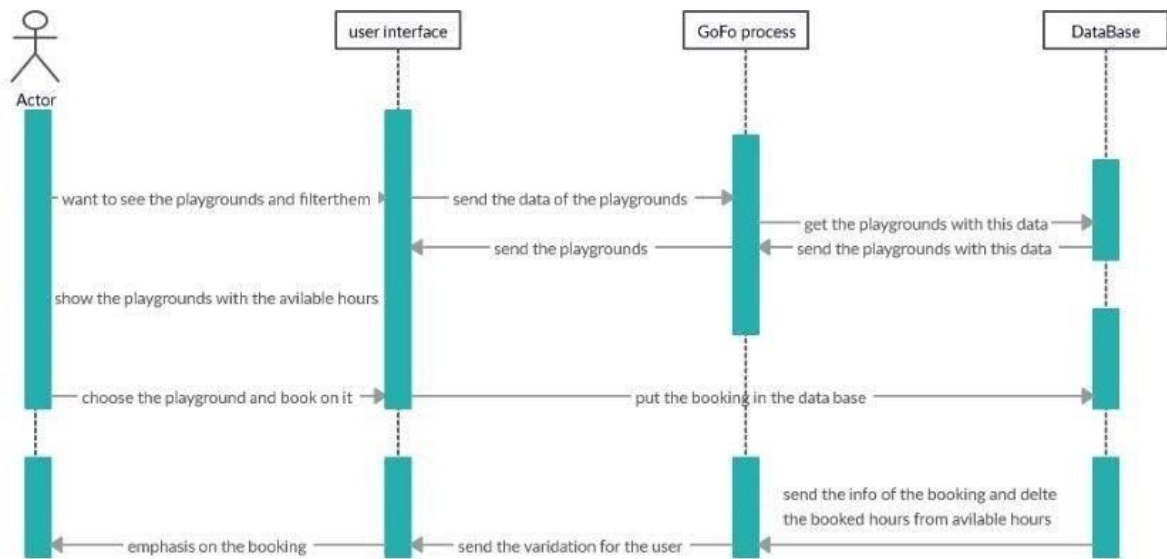 user interface
GoFo process
DataBase
Actor
want to see the playgrounds and filterthem
send the data of the playgrounds
get the playgrounds with this data
send the playgrounds
send the playgrounds with this data
show the playgrounds with the avilable hours
choose the playground and book on it
put the booking in the data base
send the info of the booking and delte
the booked hours from avilable hours
emphasis on the booking
send the varidation for the user